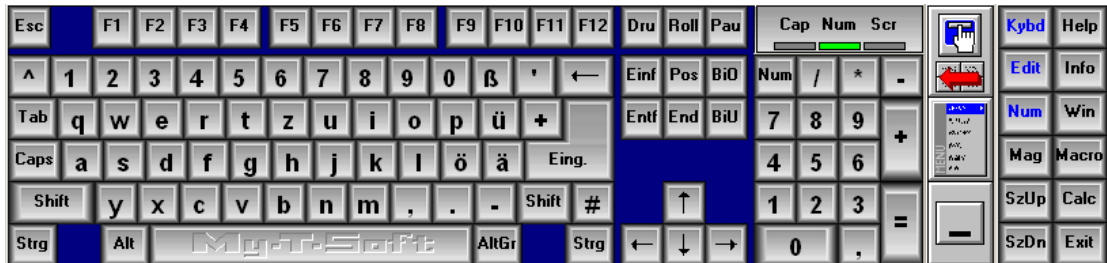 Esc F1 F2 F3 F4 F5 F6 F7 F8 F9 F10 F11 F12 Dru Roll Pau Cap Num Scr Kybd Help
^ 1 2 3 4 5 6 7 8 9 0 ß ' ← Einf Pos BiO Num / * - Edit Info
Tab q w e r t z u i o p ü + Entf End BiU 7 8 9 + Num Win
Caps a s d f g h j k l ö ä Eing. 4 5 6 MENU Mag Macro
Shift y x c v b n m , . - Shift # ↑ 1 2 3 = SzUp Calc
Strg Alt My-T-Soft AltGr Strg ← ↓ → 0 , SzDn Exit